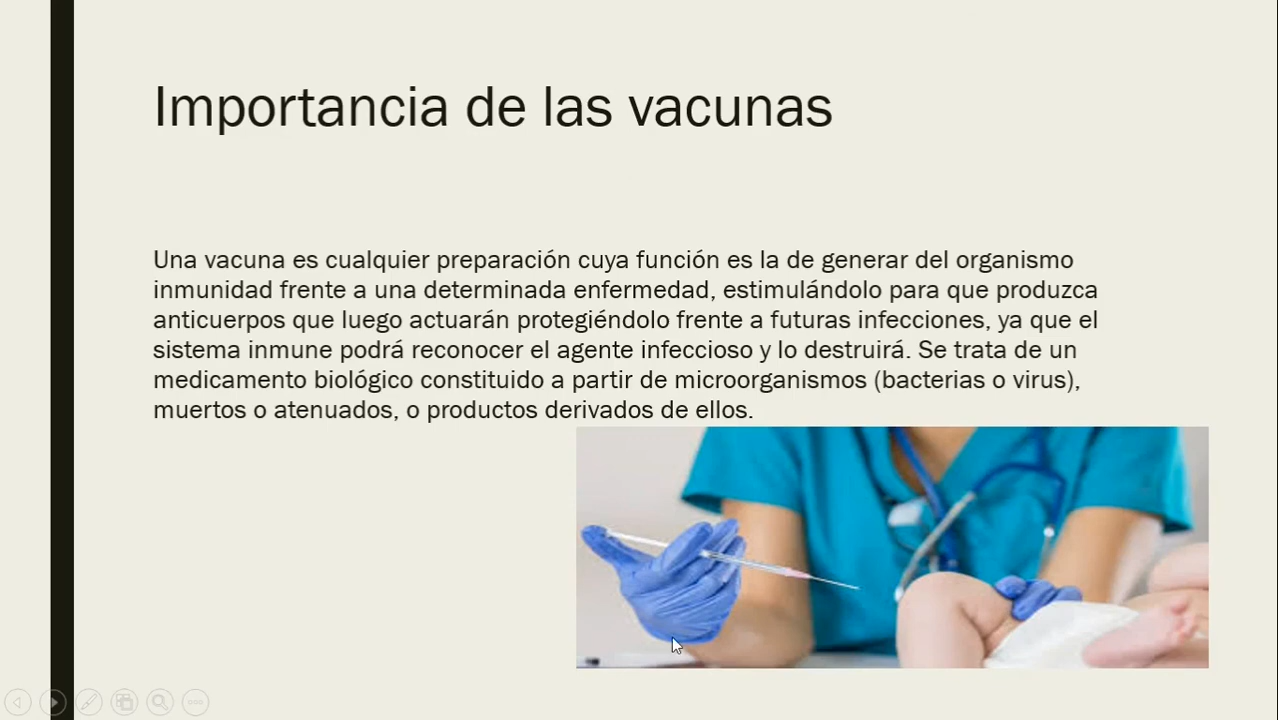 Importancia de las vacunas
Una vacuna es cualquier preparación cuya función es la de generar del organismo
inmunidad frente a una determinada enfermedad, estimulándolo para que produzca
anticuerpos que luego actuarán protegiéndolo frente a futuras infecciones, ya que el
sistema inmune podrá reconocer el agente infeccioso y lo destruirá. Se trata de un
medicamento biológico constituido a partir de microorganismos (bacterias o virus),
muertos o atenuados, o productos derivados de ellos.